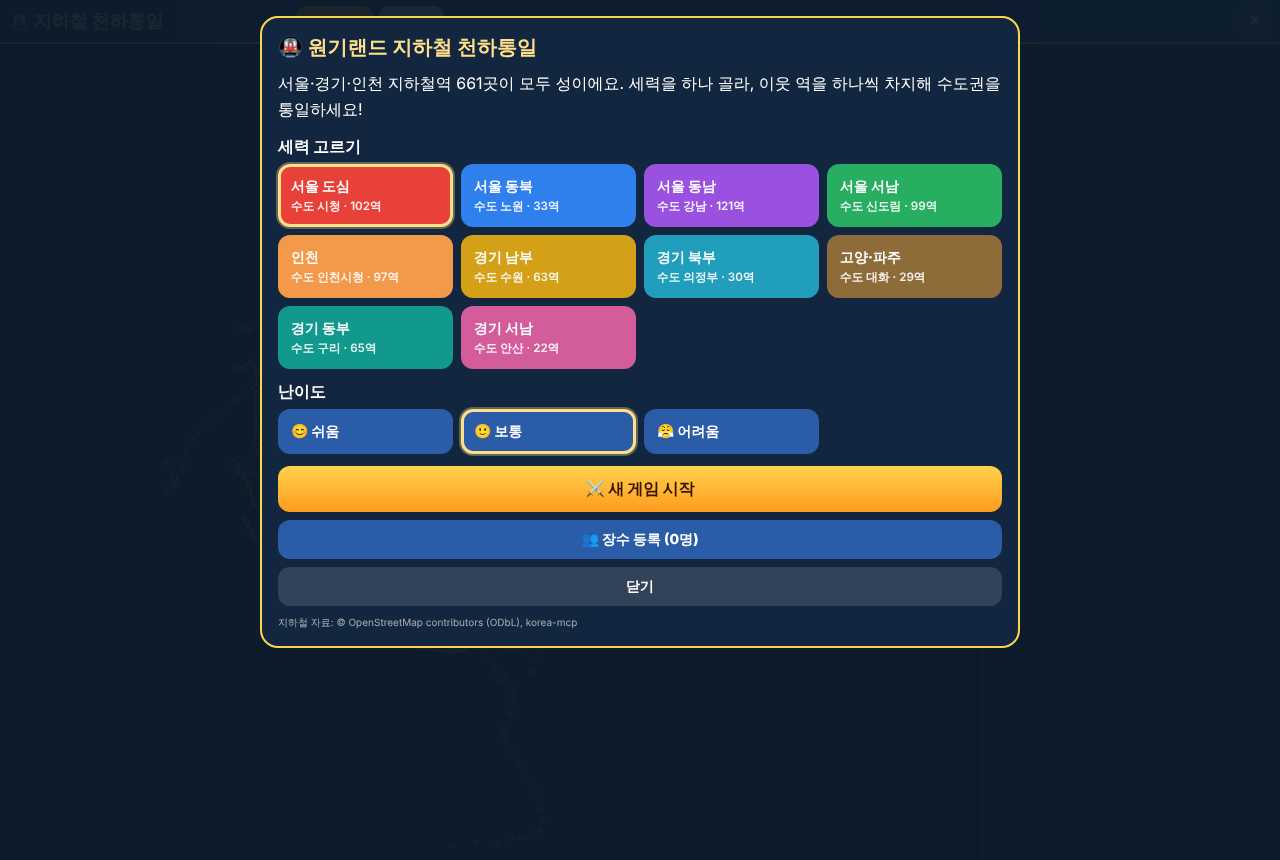 지하철 천하통일
원기랜드 지하철 천하통일
서울·경기·인천 지하철역 661곳이 모두 성이에요. 세력을 하나 골라, 이웃 역을 하나씩 차지해 수도권을
통일하세요!
세력 고르기
서울 도심
수도 시청 · 102역
서울 동북
수도 노원 · 33역
서울 동남
수도 강남 · 121역
서울 서남
수도 신도림 · 99역
인천
수도 인천시청 · 97역
경기 남부
수도 수원 · 63역
경기 북부
수도 의정부 · 30역
고양·파주
수도 대화 · 29역
경기 동부
수도 구리 · 65역
경기 서남
수도 안산 · 22역
난이도
쉬움
보통
어려움
새 게임 시작
장수 등록 (0명)
닫기
지하철 자료: © OpenStreetMap contributors (ODbL), korea-mcp